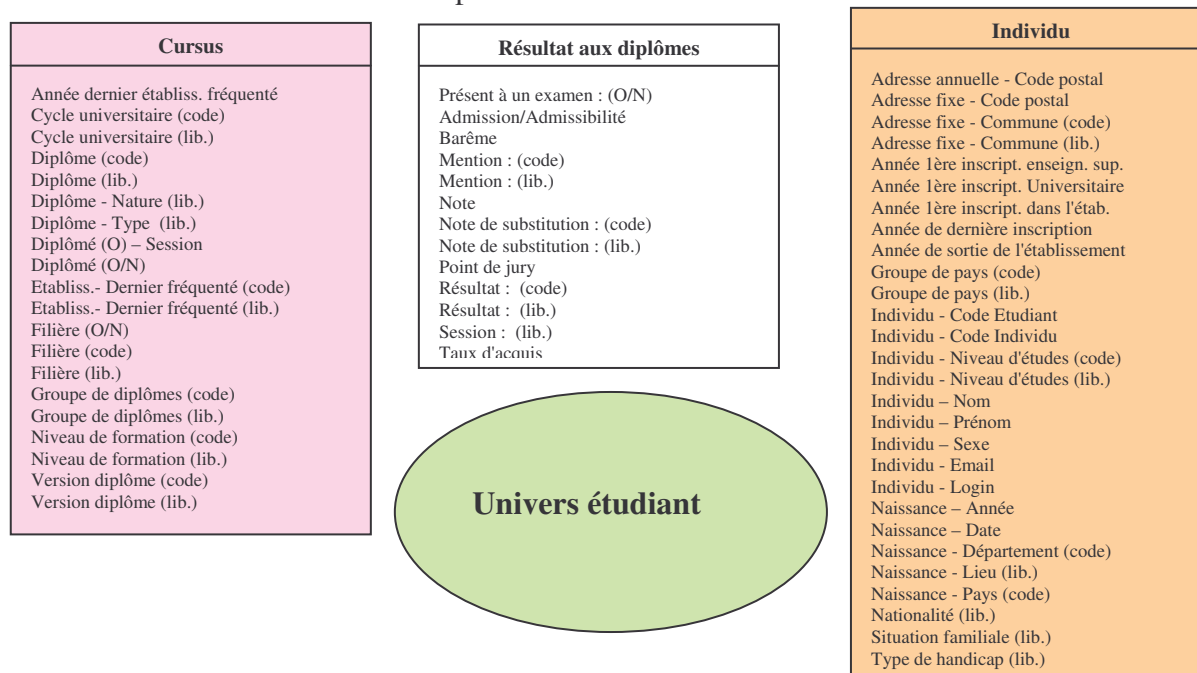 Cursus
Année dernier établiss. fréquenté
Cycle universitaire (code)
Cycle universitaire (lib.)
Diplôme (code)
Diplôme (lib.)
Diplôme - Nature (lib.)
Diplôme - Type (lib.)
Diplômé (O) – Session
Diplômé (O/N)
Etabliss.- Dernier fréquenté (code)
Etabliss.- Dernier fréquenté (lib.)
Filière (O/N)
Filière (code)
Filière (lib.)
Groupe de diplômes (code)
Groupe de diplômes (lib.)
Niveau de formation (code)
Niveau de formation (lib.)
Version diplôme (code)
Version diplôme (lib.)
Résultat aux diplômes
Présent à un examen : (O/N)
Admission/Admissibilité
Barême
Mention : (code)
Mention : (lib.)
Note
Note de substitution : (code)
Note de substitution : (lib.)
Point de jury
Résultat : (code)
Résultat : (lib.)
Session : (lib.)
Taux d'acquis
Univers étudiant
Individu
Adresse annuelle - Code postal
Adresse fixe - Code postal
Adresse fixe - Commune (code)
Adresse fixe - Commune (lib.)
Année 1ère inscript. enseign. sup.
Année 1ère inscript. Universitaire
Année 1ère inscript. dans l'étab.
Année de dernière inscription
Année de sortie de l'établissement
Groupe de pays (code)
Groupe de pays (lib.)
Individu - Code Etudiant
Individu - Code Individu
Individu - Niveau d'études (code)
Individu - Niveau d'études (lib.)
Individu – Nom
Individu – Prénom
Individu – Sexe
Individu - Email
Individu - Login
Naissance – Année
Naissance – Date
Naissance - Département (code)
Naissance - Lieu (lib.)
Naissance - Pays (code)
Nationalité (lib.)
Situation familiale (lib.)
Type de handicap (lib.)